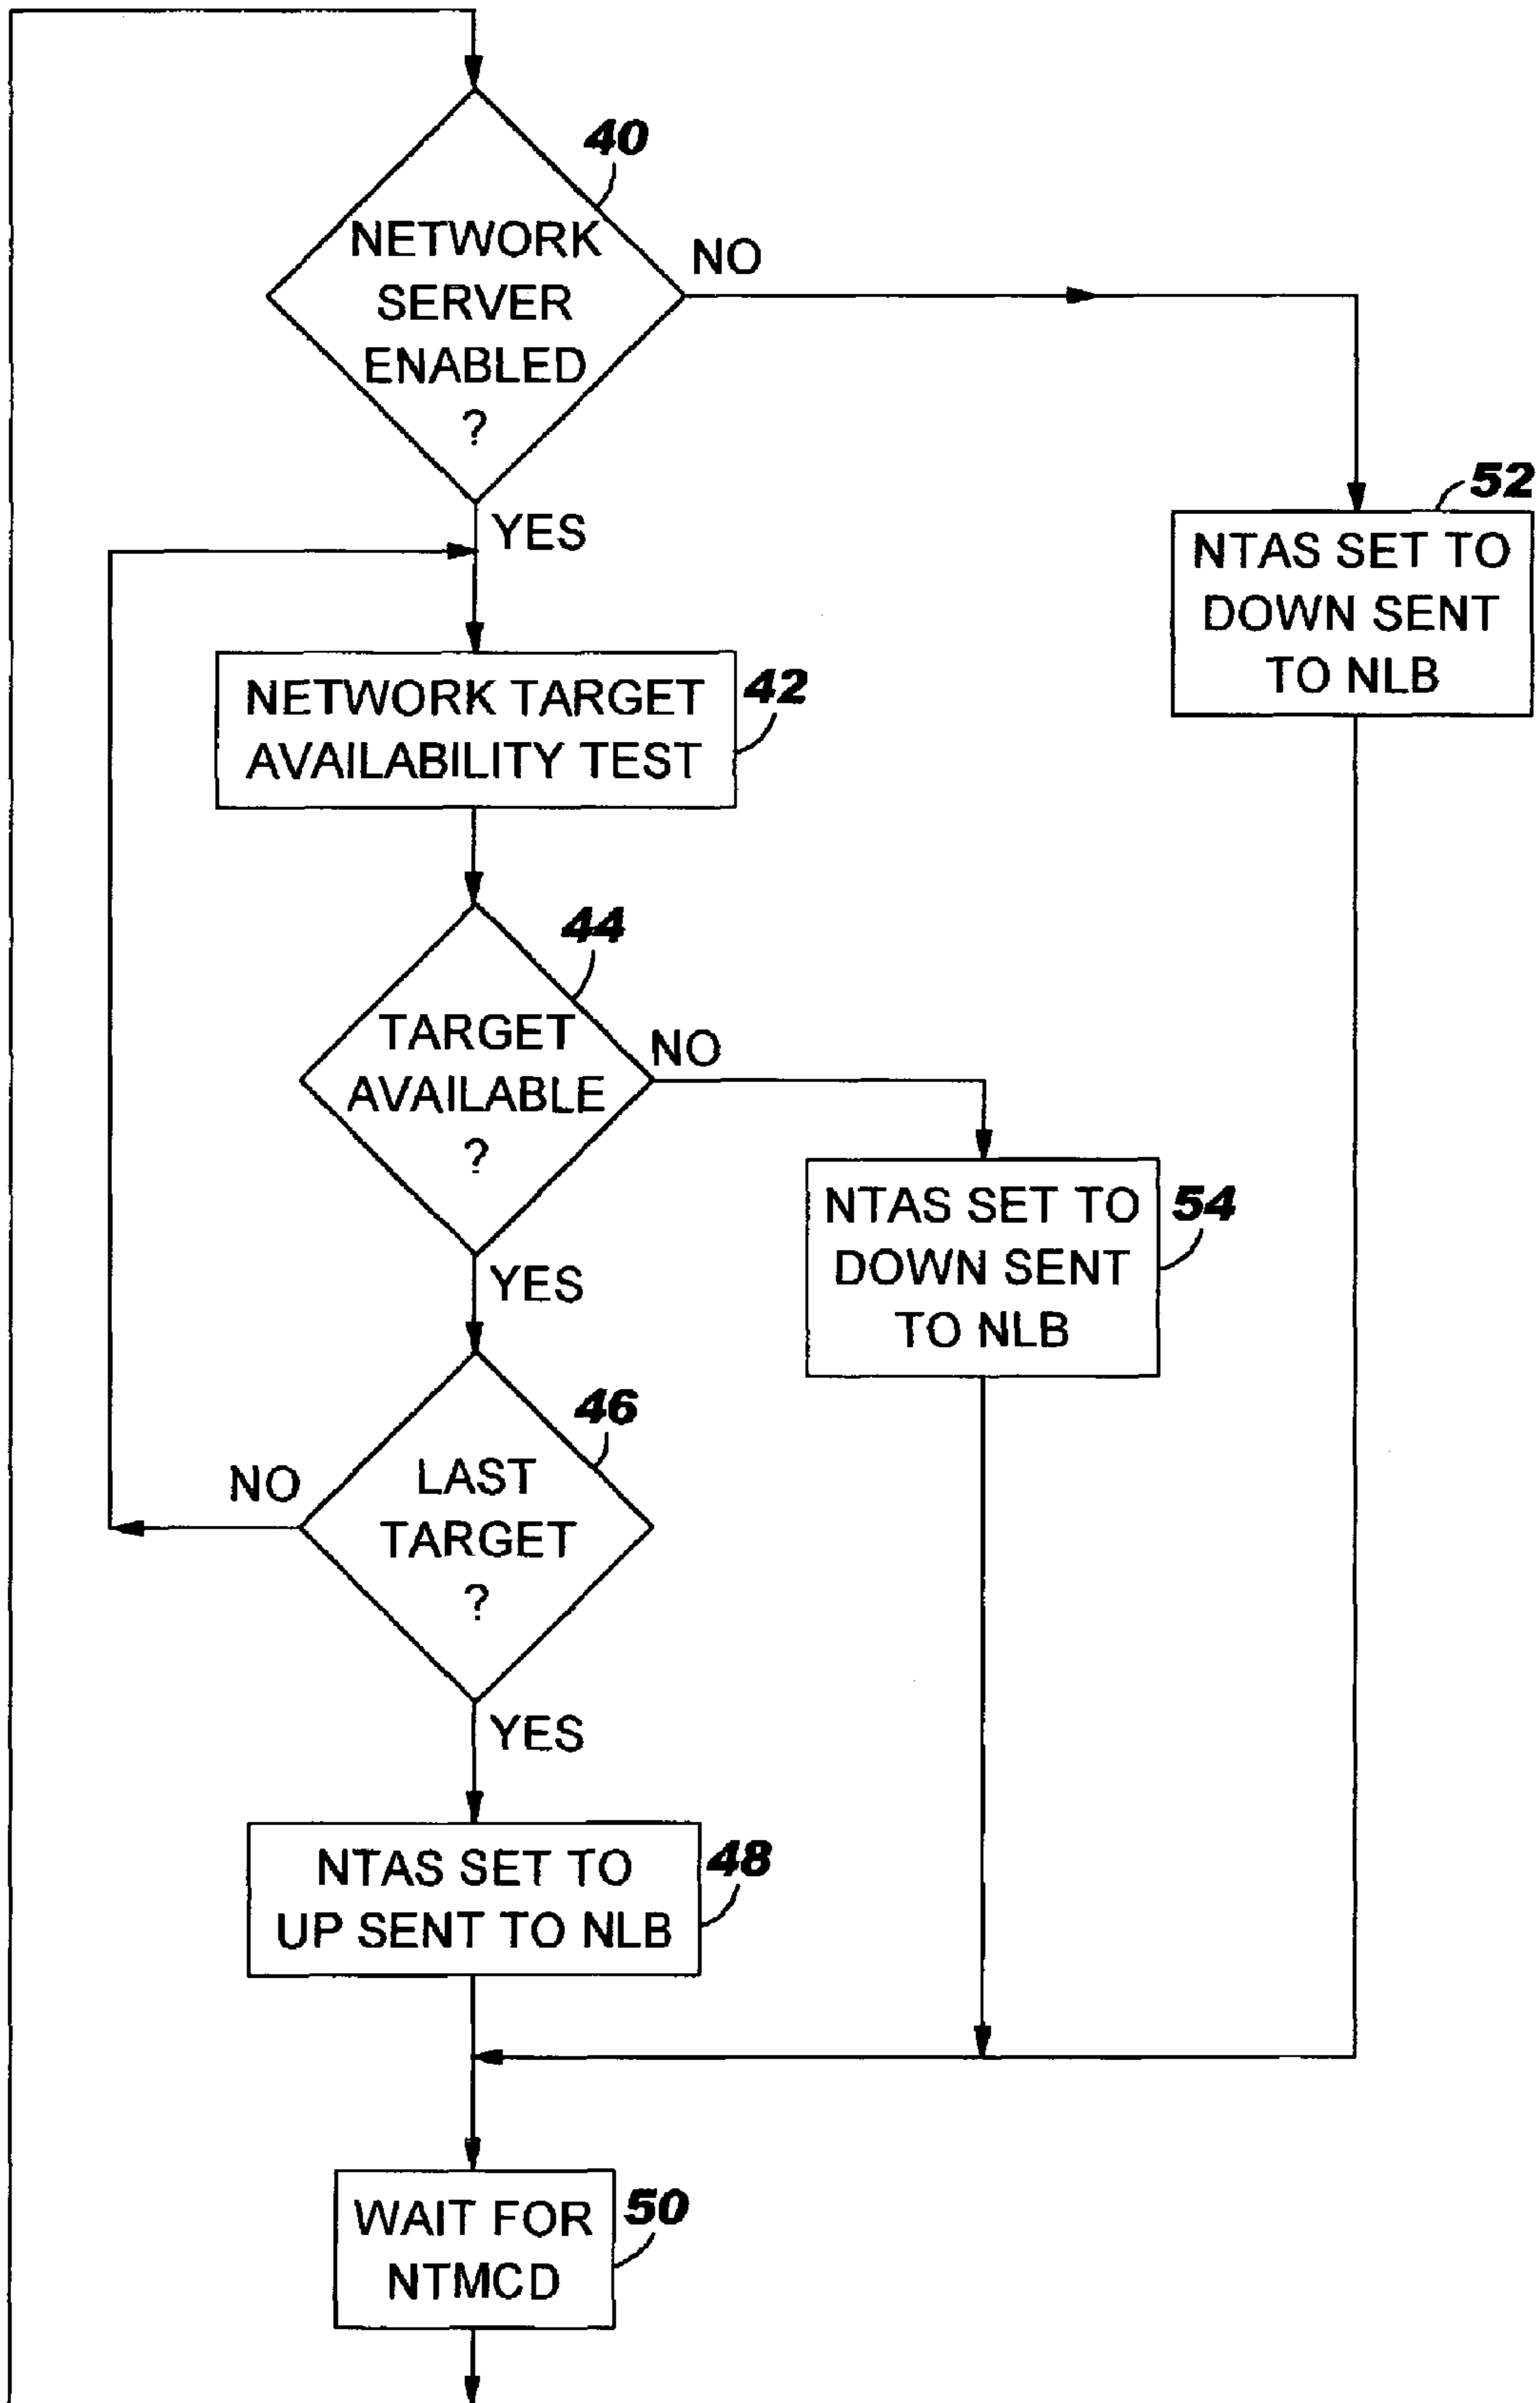 40
NETWORK
SERVER
ENABLED
?
NO
YES
52
NTAS SET TO
DOWN SENT
TO NLB
NETWORK TARGET
AVAILABILITY TEST
42
44
TARGET
AVAILABLE
?
NO
YES
NTAS SET TO
DOWN SENT
TO NLB
54
46
LAST
TARGET
?
NO
YES
NTAS SET TO
UP SENT TO NLB
48
WAIT FOR
NTMCD
50